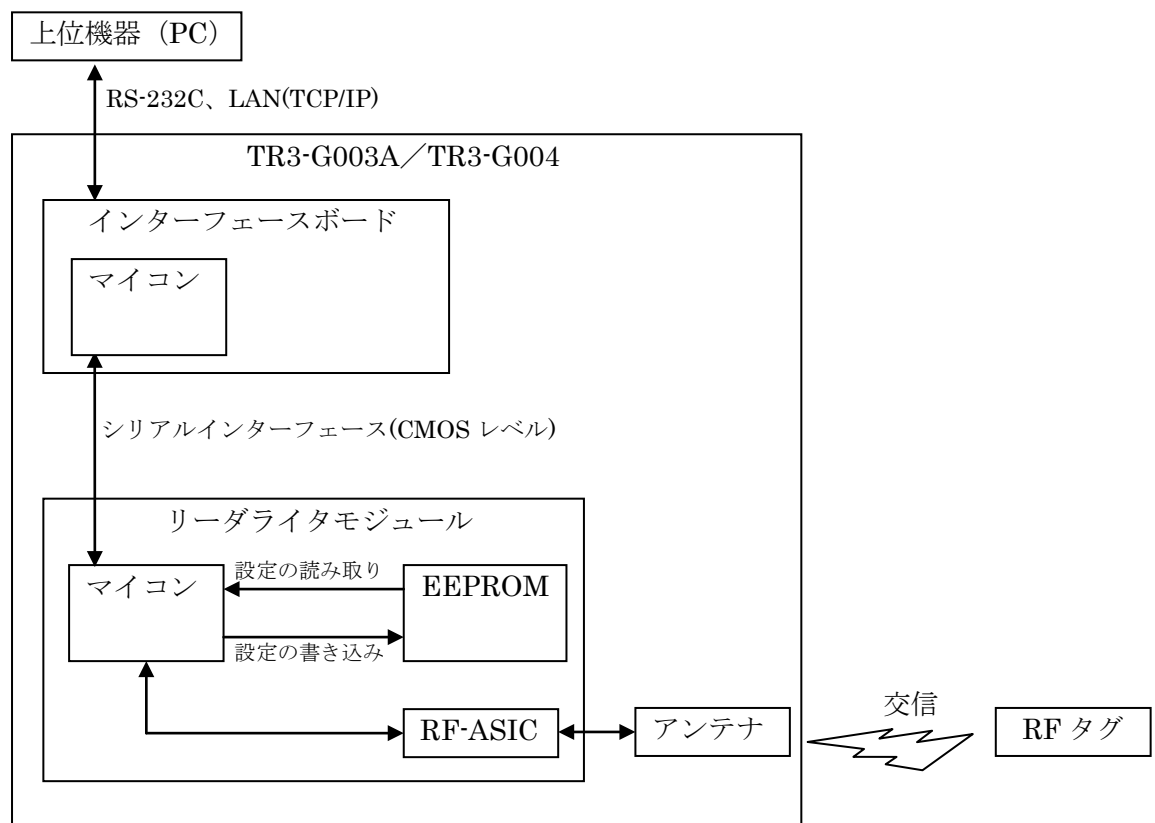 上位機器（PC）
RS-232C、LAN(TCP/IP)
TR3-G003A／TR3-G004
インターフェースボード
マイコン
シリアルインターフェース(CMOS レベル)
リーダライタモジュール
マイコン
設定の読み取り
EEPROM
設定の書き込み
RF-ASIC
アンテナ
交信
RF タグ